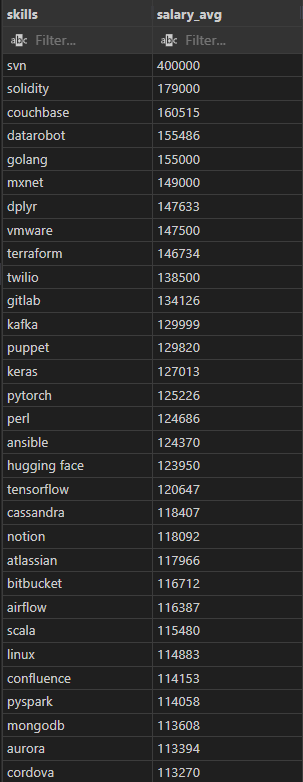 skills salary_avg
abc Filter... abc Filter...
svn 400000
solidity 179000
couchbase 160515
datarobot 155486
golang 155000
mxnet 149000
dplyr 147633
vmware 147500
terraform 146734
twilio 138500
gitlab 134126
kafka 129999
puppet 129820
keras 127013
pytorch 125226
perl 124686
ansible 124370
hugging face 123950
tensorflow 120647
cassandra 118407
notion 118092
atlassian 117966
bitbucket 116712
airflow 116387
scala 115480
linux 114883
confluence 114153
pyspark 114058
mongodb 113608
aurora 113394
cordova 113270